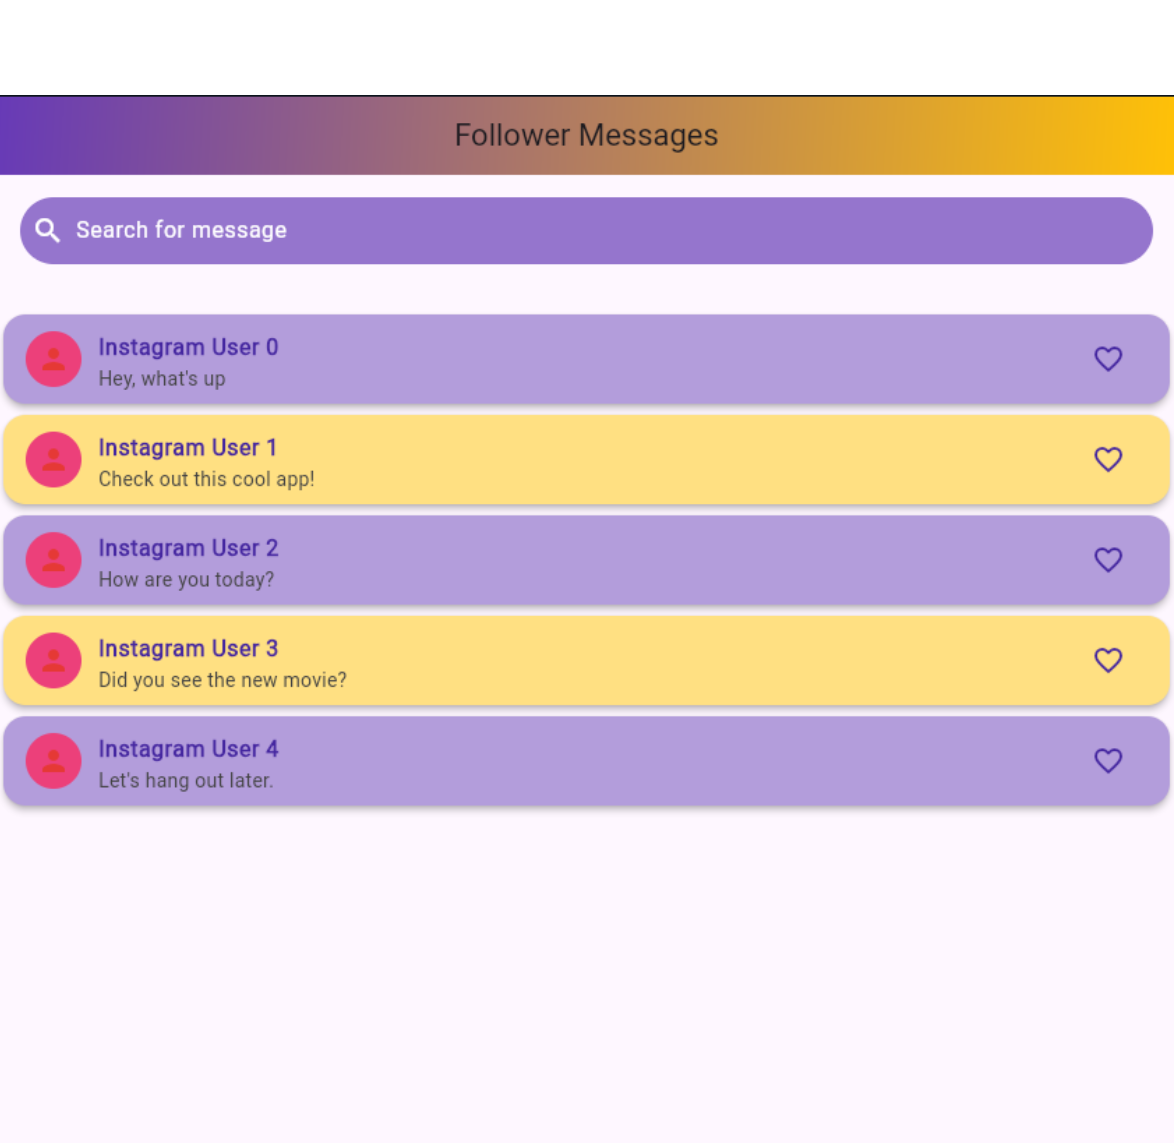 Follower Messages
Search for message
Instagram User 0
Hey, what's up
Instagram User 1
Check out this cool app!
Instagram User 2
How are you today?
Instagram User 3
Did you see the new movie?
Instagram User 4
Let's hang out later.